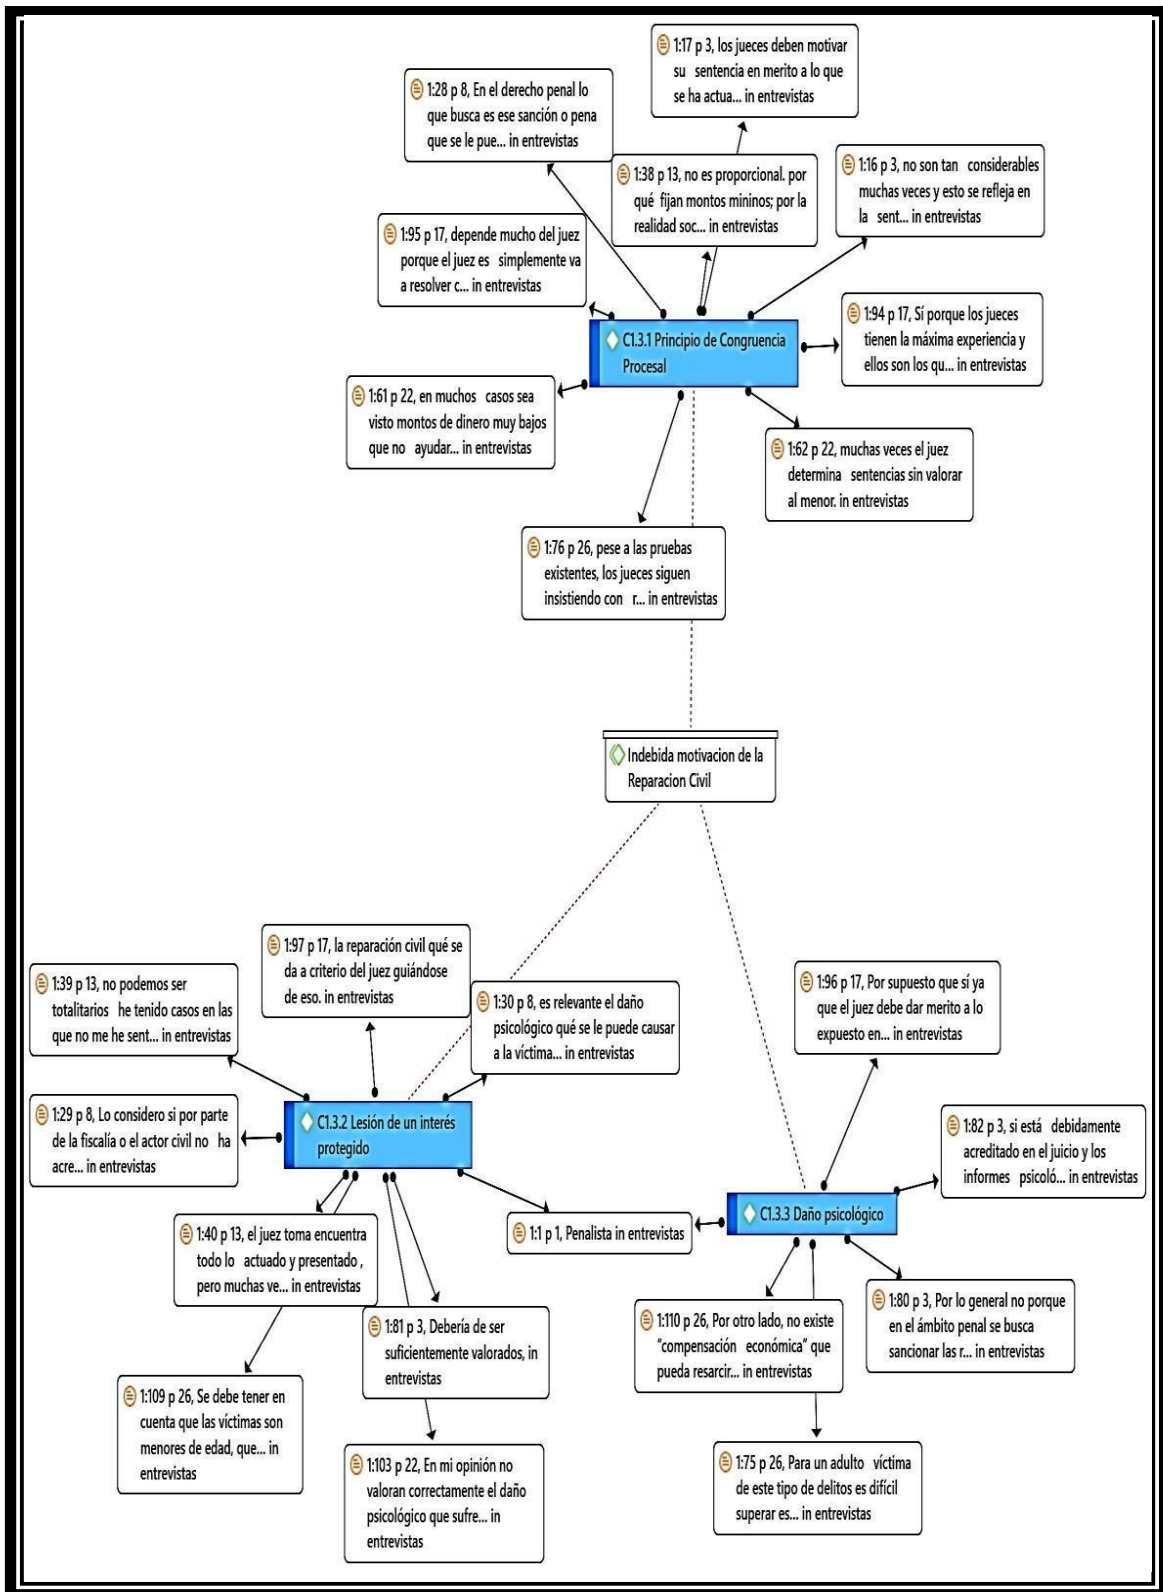 1:17 p 3, los jueces deben motivar
su sentencia en merito a lo que
se ha actua... in entrevistas
1:28 p 8, En el derecho penal lo
que busca es ese sanción o pena
que se le pue... in entrevistas
1:38 p 13, no es proporcional. por
qué fijan montos mininos; por la
realidad soc... in entrevistas
1:16 p 3, no son tan considerables
muchas veces y esto se refleja en
la sent... in entrevistas
1:95 p 17, depende mucho del juez
porque el juez es simplemente va
a resolver c... in entrevistas
C1.3.1 Principio de Congruencia
Procesal
1:94 p 17, Sí porque los jueces
tienen la máxima experiencia y
ellos son los qu... in entrevistas
1:61 p 22, en muchos casos sea
visto montos de dinero muy bajos
que no ayudar... in entrevistas
1:62 p 22, muchas veces el juez
determina sentencias sin valorar
al menor. in entrevistas
1:76 p 26, pese a las pruebas
existentes, los jueces siguen
insistiendo con r... in entrevistas
Indebida motivacion de la
Reparacion Civil
1:97 p 17, la reparación civil qué se
da a criterio del juez guiándose
de eso. in entrevistas
1:39 p 13, no podemos ser
totalitarios he tenido casos en las
que no me he sent... in entrevistas
1:30 p 8, es relevante el daño
psicológico qué se le puede causar
a la víctima... in entrevistas
1:96 p 17, Por supuesto que sí ya
que el juez debe dar merito a lo
expuesto en... in entrevistas
1:29 p 8, Lo considero si por parte
de la fiscalía o el actor civil no ha
acre... in entrevistas
C1.3.2 Lesión de un interés
protegido
1:82 p 3, si está debidamente
acreditado en el juicio y los
informes psicoló... in entrevistas
1:40 p 13, el juez toma encuentra
todo lo actuado y presentado ,
pero muchas ve... in entrevistas
1:1 p 1, Penalista in entrevistas
C1.3.3 Daño psicológico
1:81 p 3, Debería de ser
suficientemente valorados, in
entrevistas
1:110 p 26, Por otro lado, no existe
“compensación económica” que
pueda resarcir... in entrevistas
1:80 p 3, Por lo general no porque
en el ámbito penal se busca
sancionar las r... in entrevistas
1:109 p 26, Se debe tener en
cuenta que las víctimas son
menores de edad, que... in
entrevistas
1:103 p 22, En mi opinión no
valoran correctamente el daño
psicológico que sufre... in
entrevistas
1:75 p 26, Para un adulto víctima
de este tipo de delitos es difícil
superar es... in entrevistas